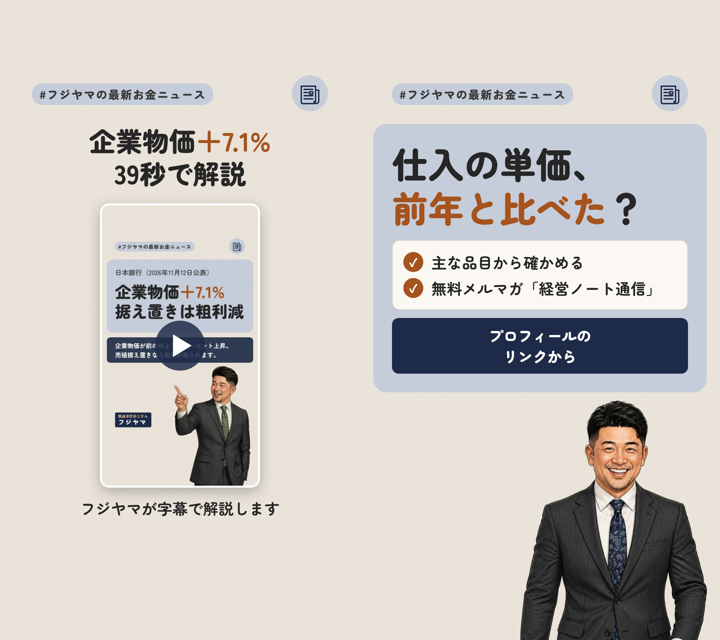 #フジヤマの最新お金ニュース
企業物価＋7.1%
39秒で解説
#フジヤマの最新お金ニュース
日本銀行（2026年11月12日公表）
企業物価＋7.1%
据え置きは粗利減
企業物価が前の
ント上昇。
売値据え置きな
ます。
フジヤマ
フジヤマが字幕で解説します
#フジヤマの最新お金ニュース
仕入の単価、
前年と比べた？
主な品目から確かめる
無料メルマガ「経営ノート通信」
プロフィールの
リンクから